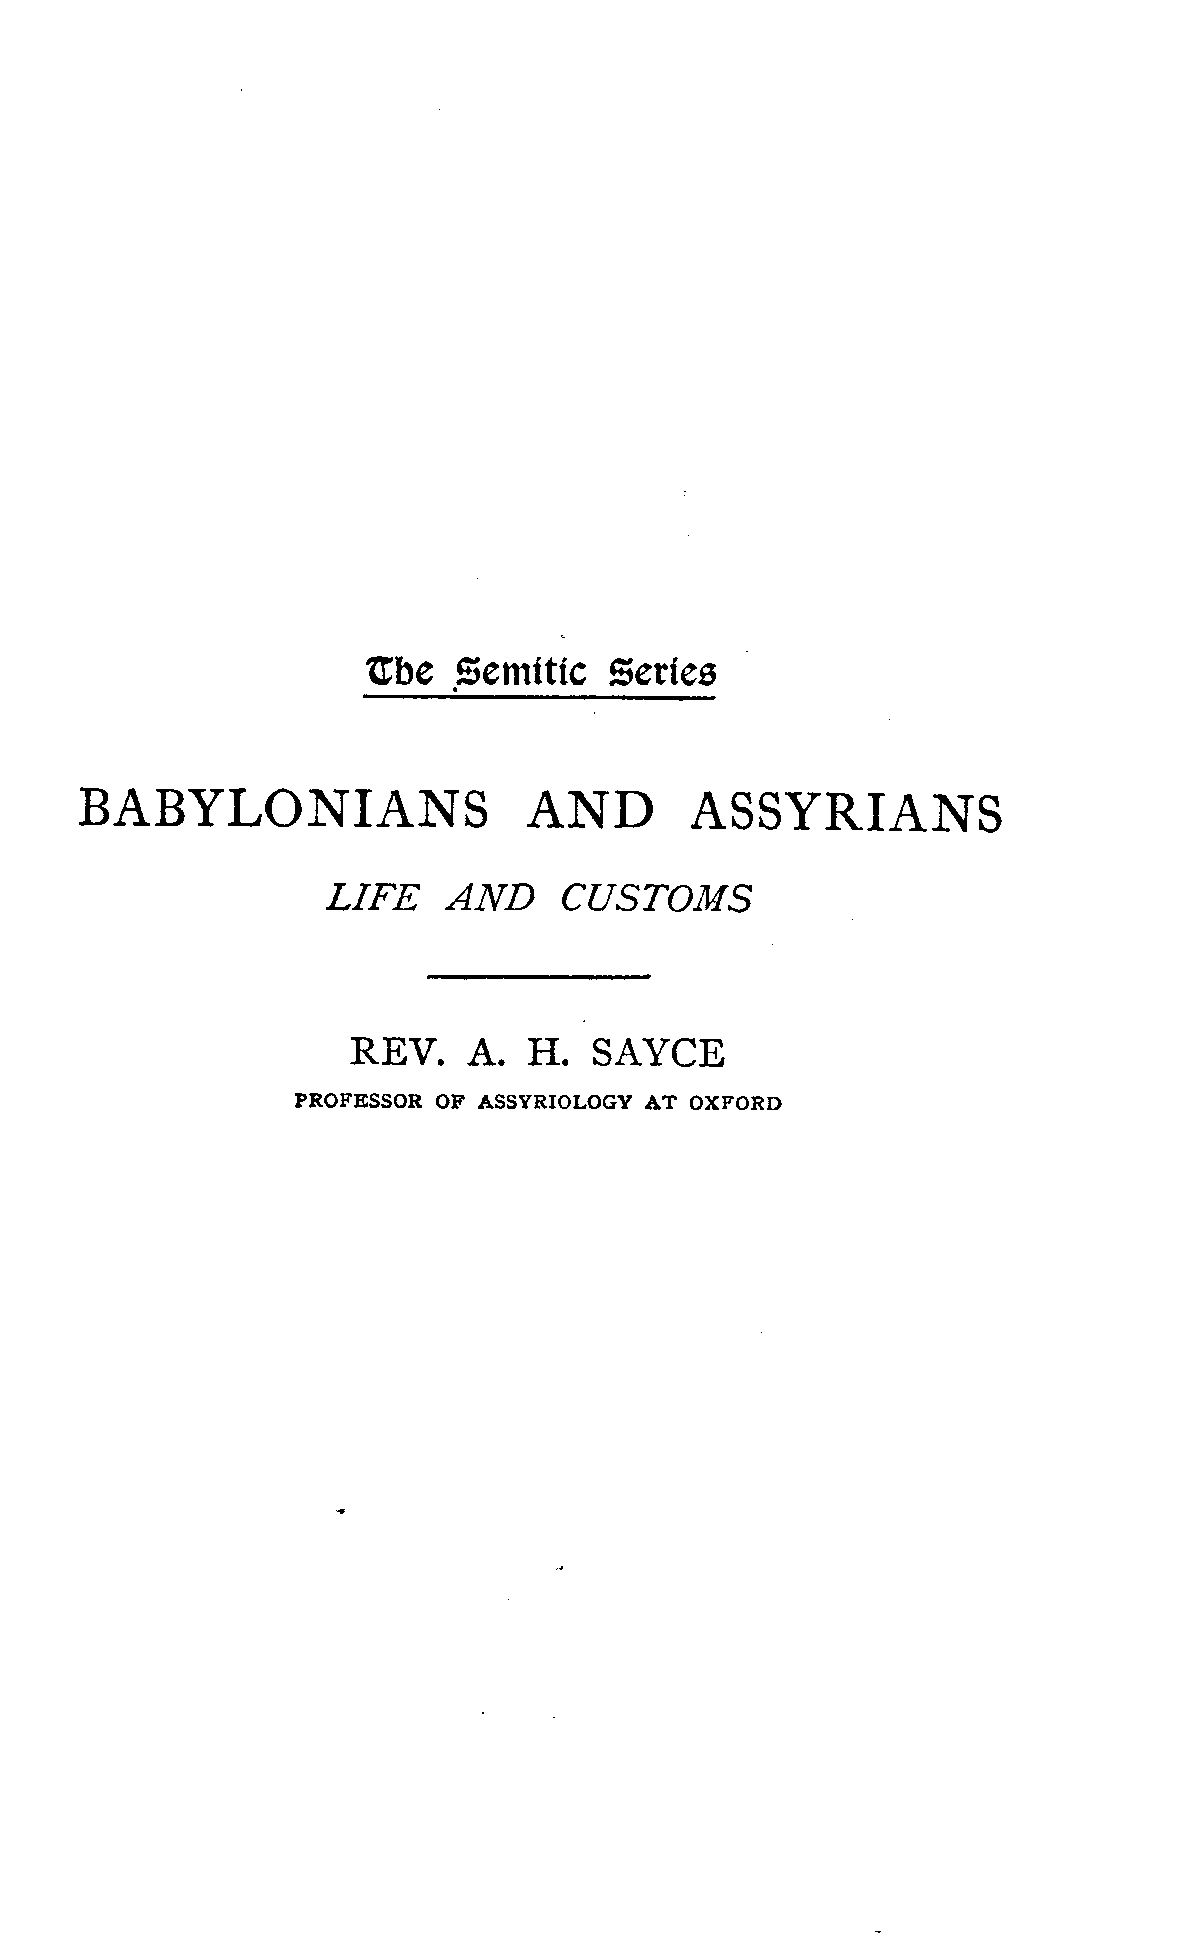 The Semitic Series
BABYLONIANS AND ASSYRIANS
LIFE AND CUSTOMS
REV. A. H. SAYCE
PROFESSOR OF ASSYRIOLOGY AT OXFORD